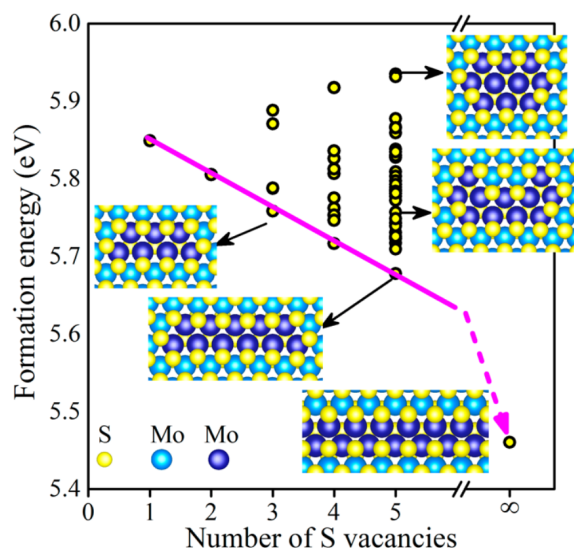 6.0
5.9
5.8
5.7
5.6
5.5
5.4
Formation energy (eV)
S Mo Mo
0 1 2 3 4 5 ∞
Number of S vacancies